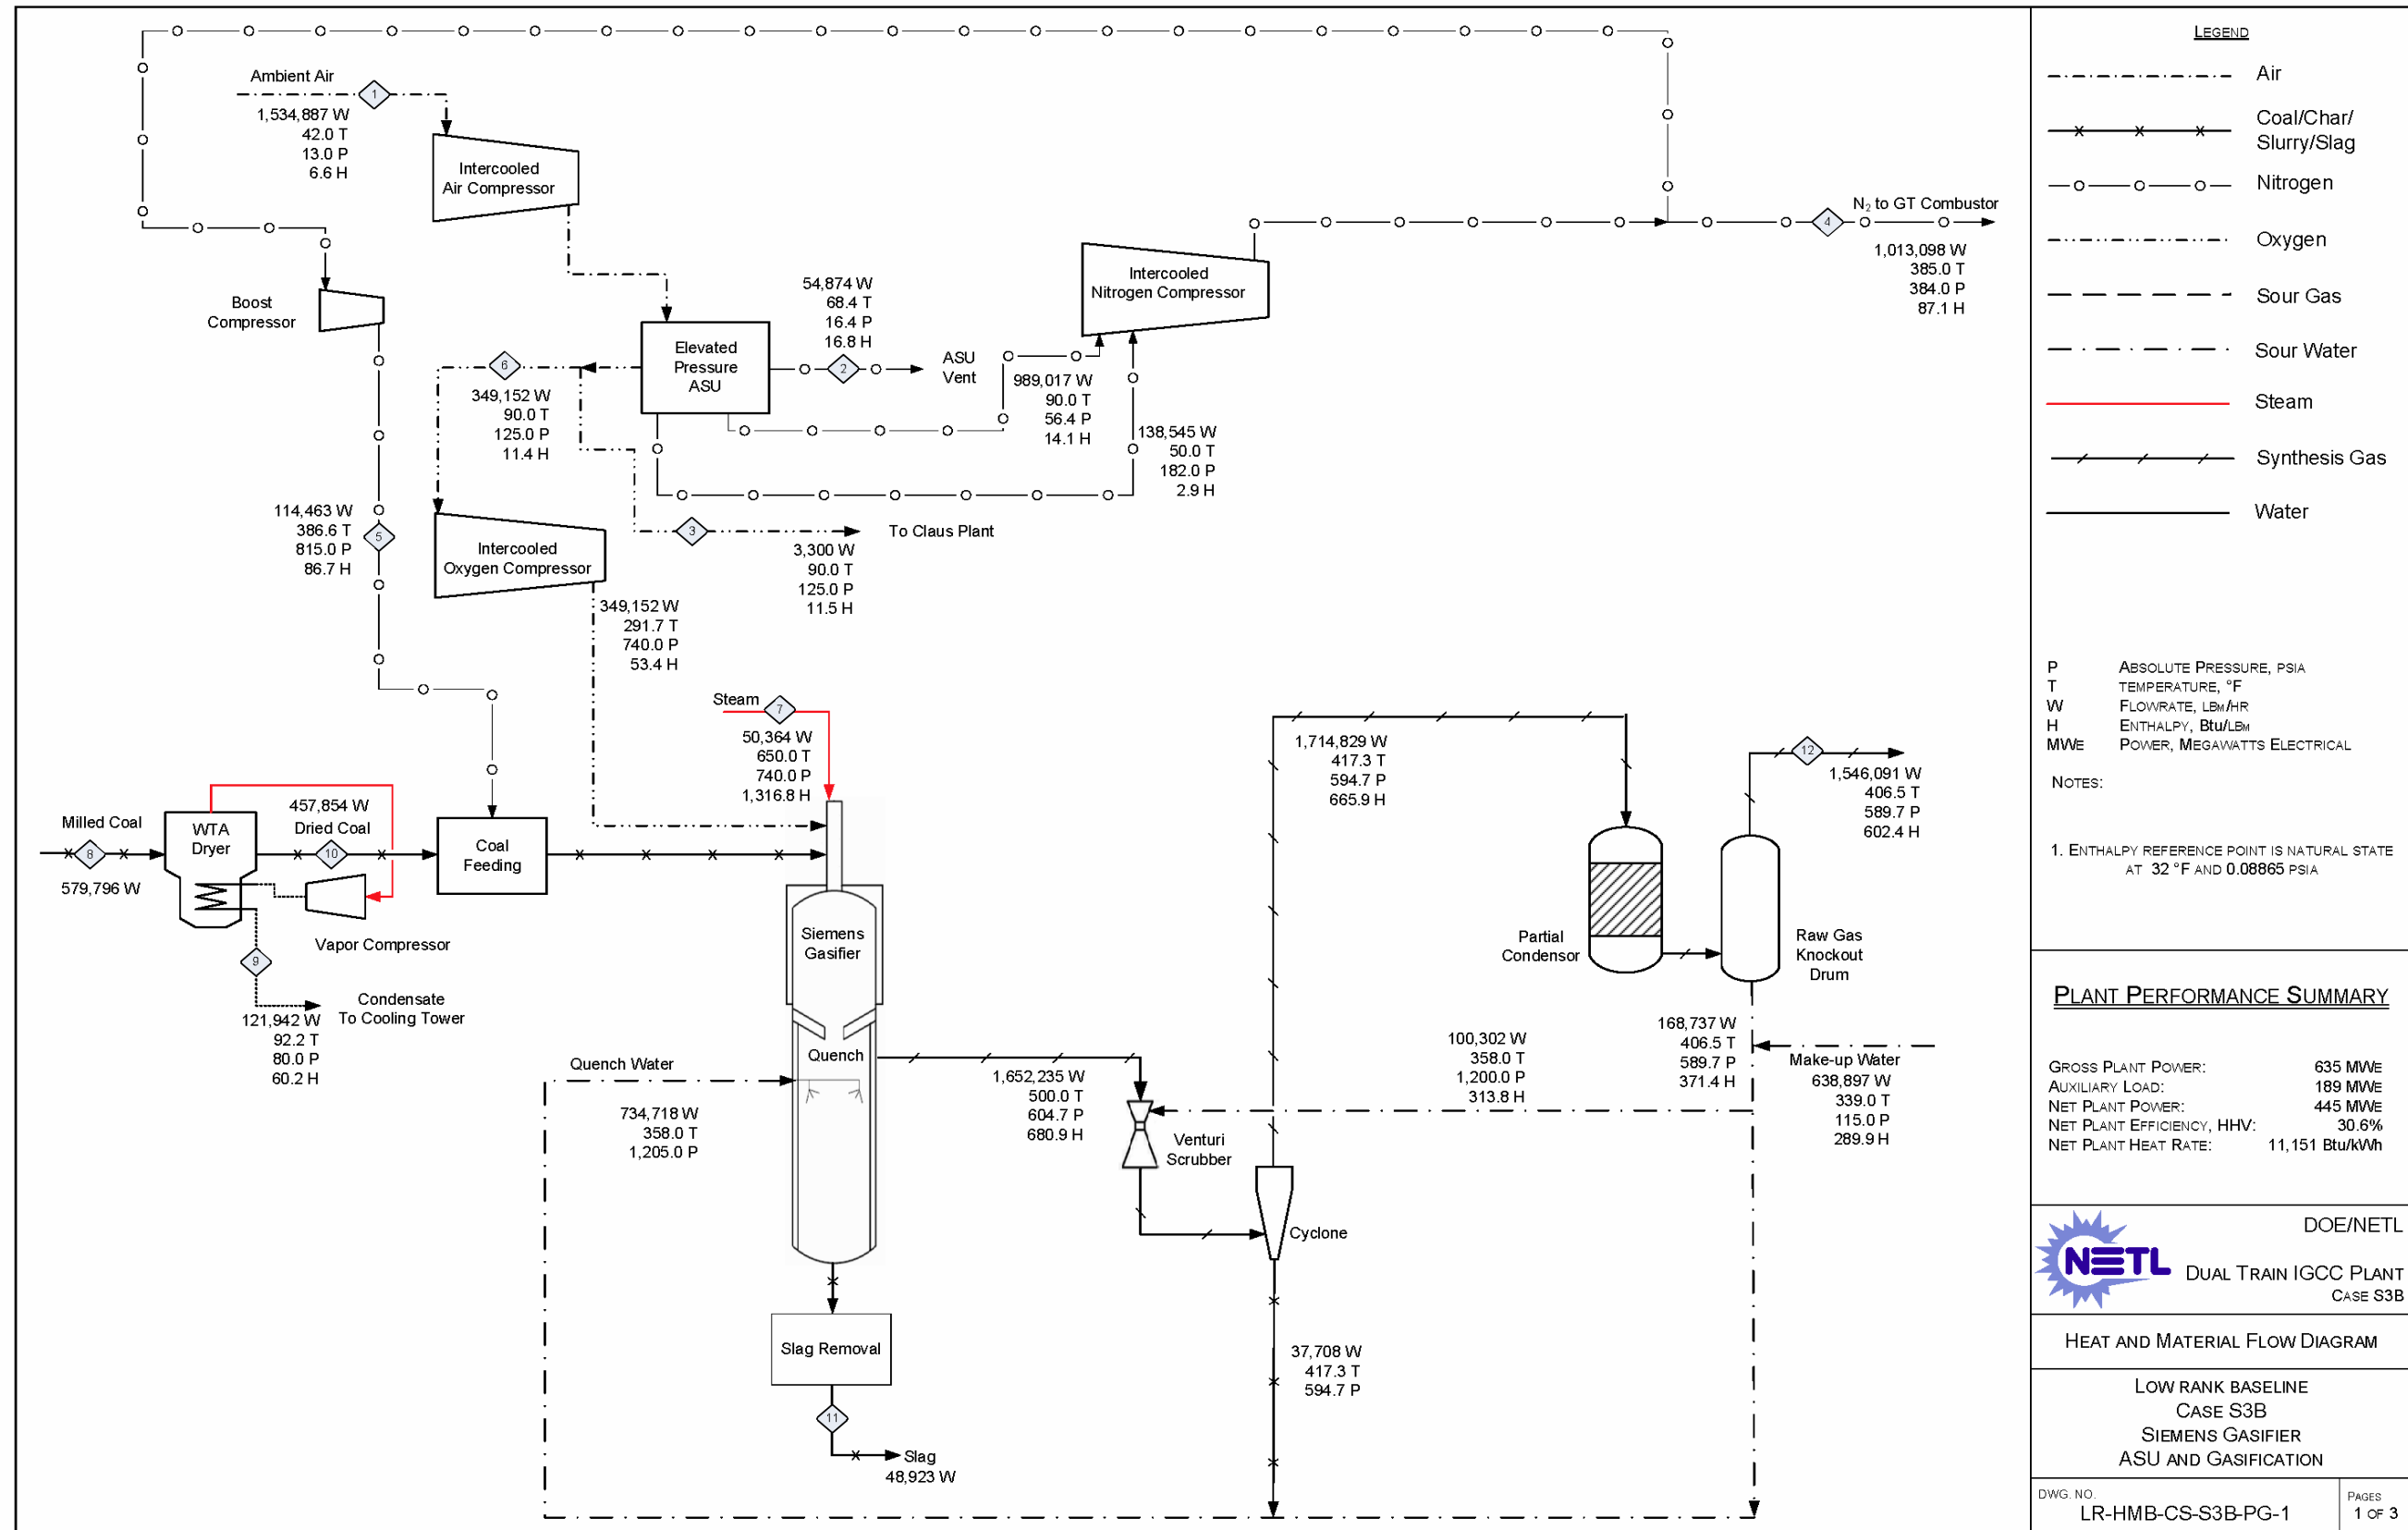 Ambient Air
1
1,534,887 W
42.0 T
13.0 P
6.6 H
Intercooled
Air Compressor
Boost
Compressor
54,874 W
68.4 T
16.4 P
16.8 H
Elevated
Pressure
ASU
2
ASU
Vent
Intercooled
Nitrogen Compressor
N₂ to GT Combustor
4
1,013,098 W
385.0 T
384.0 P
87.1 H
989,017 W
90.0 T
56.4 P
14.1 H
138,545 W
50.0 T
182.0 P
2.9 H
6
349,152 W
90.0 T
125.0 P
11.4 H
114,463 W
386.6 T
815.0 P
86.7 H
5
Intercooled
Oxygen Compressor
3
To Claus Plant
3,300 W
90.0 T
125.0 P
11.5 H
349,152 W
291.7 T
740.0 P
53.4 H
Steam
7
50,364 W
650.0 T
740.0 P
1,316.8 H
Milled Coal
8
579,796 W
WTA
Dryer
457,854 W
Dried Coal
10
Coal
Feeding
Vapor Compressor
9
Condensate
To Cooling Tower
121,942 W
92.2 T
80.0 P
60.2 H
Siemens
Gasifier
Quench
Quench Water
734,718 W
358.0 T
1,205.0 P
1,652,235 W
500.0 T
604.7 P
680.9 H
Slag Removal
11
Slag
48,923 W
Venturi
Scrubber
Cyclone
37,708 W
417.3 T
594.7 P
1,714,829 W
417.3 T
594.7 P
665.9 H
Partial
Condensor
Raw Gas
Knockout
Drum
12
1,546,091 W
406.5 T
589.7 P
602.4 H
100,302 W
358.0 T
1,200.0 P
313.8 H
168,737 W
406.5 T
589.7 P
371.4 H
Make-up Water
638,897 W
339.0 T
115.0 P
289.9 H
LEGEND
Air
Coal/Char/
Slurry/Slag
Nitrogen
Oxygen
Sour Gas
Sour Water
Steam
Synthesis Gas
Water
P ABSOLUTE PRESSURE, PSIA
T TEMPERATURE, °F
W FLOWRATE, LBM/HR
H ENTHALPY, Btu/LBM
MWE POWER, MEGAWATTS ELECTRICAL
NOTES:
1. ENTHALPY REFERENCE POINT IS NATURAL STATE
AT 32 °F AND 0.08865 PSIA
PLANT PERFORMANCE SUMMARY
GROSS PLANT POWER: 635 MWE
AUXILIARY LOAD: 189 MWE
NET PLANT POWER: 445 MWE
NET PLANT EFFICIENCY, HHV: 30.6%
NET PLANT HEAT RATE: 11,151 Btu/KWh
NETL
DOE/NETL
DUAL TRAIN IGCC PLANT
CASE S3B
HEAT AND MATERIAL FLOW DIAGRAM
LOW RANK BASELINE
CASE S3B
SIEMENS GASIFIER
ASU AND GASIFICATION
DWG. NO.
LR-HMB-CS-S3B-PG-1
PAGES
1 OF 3